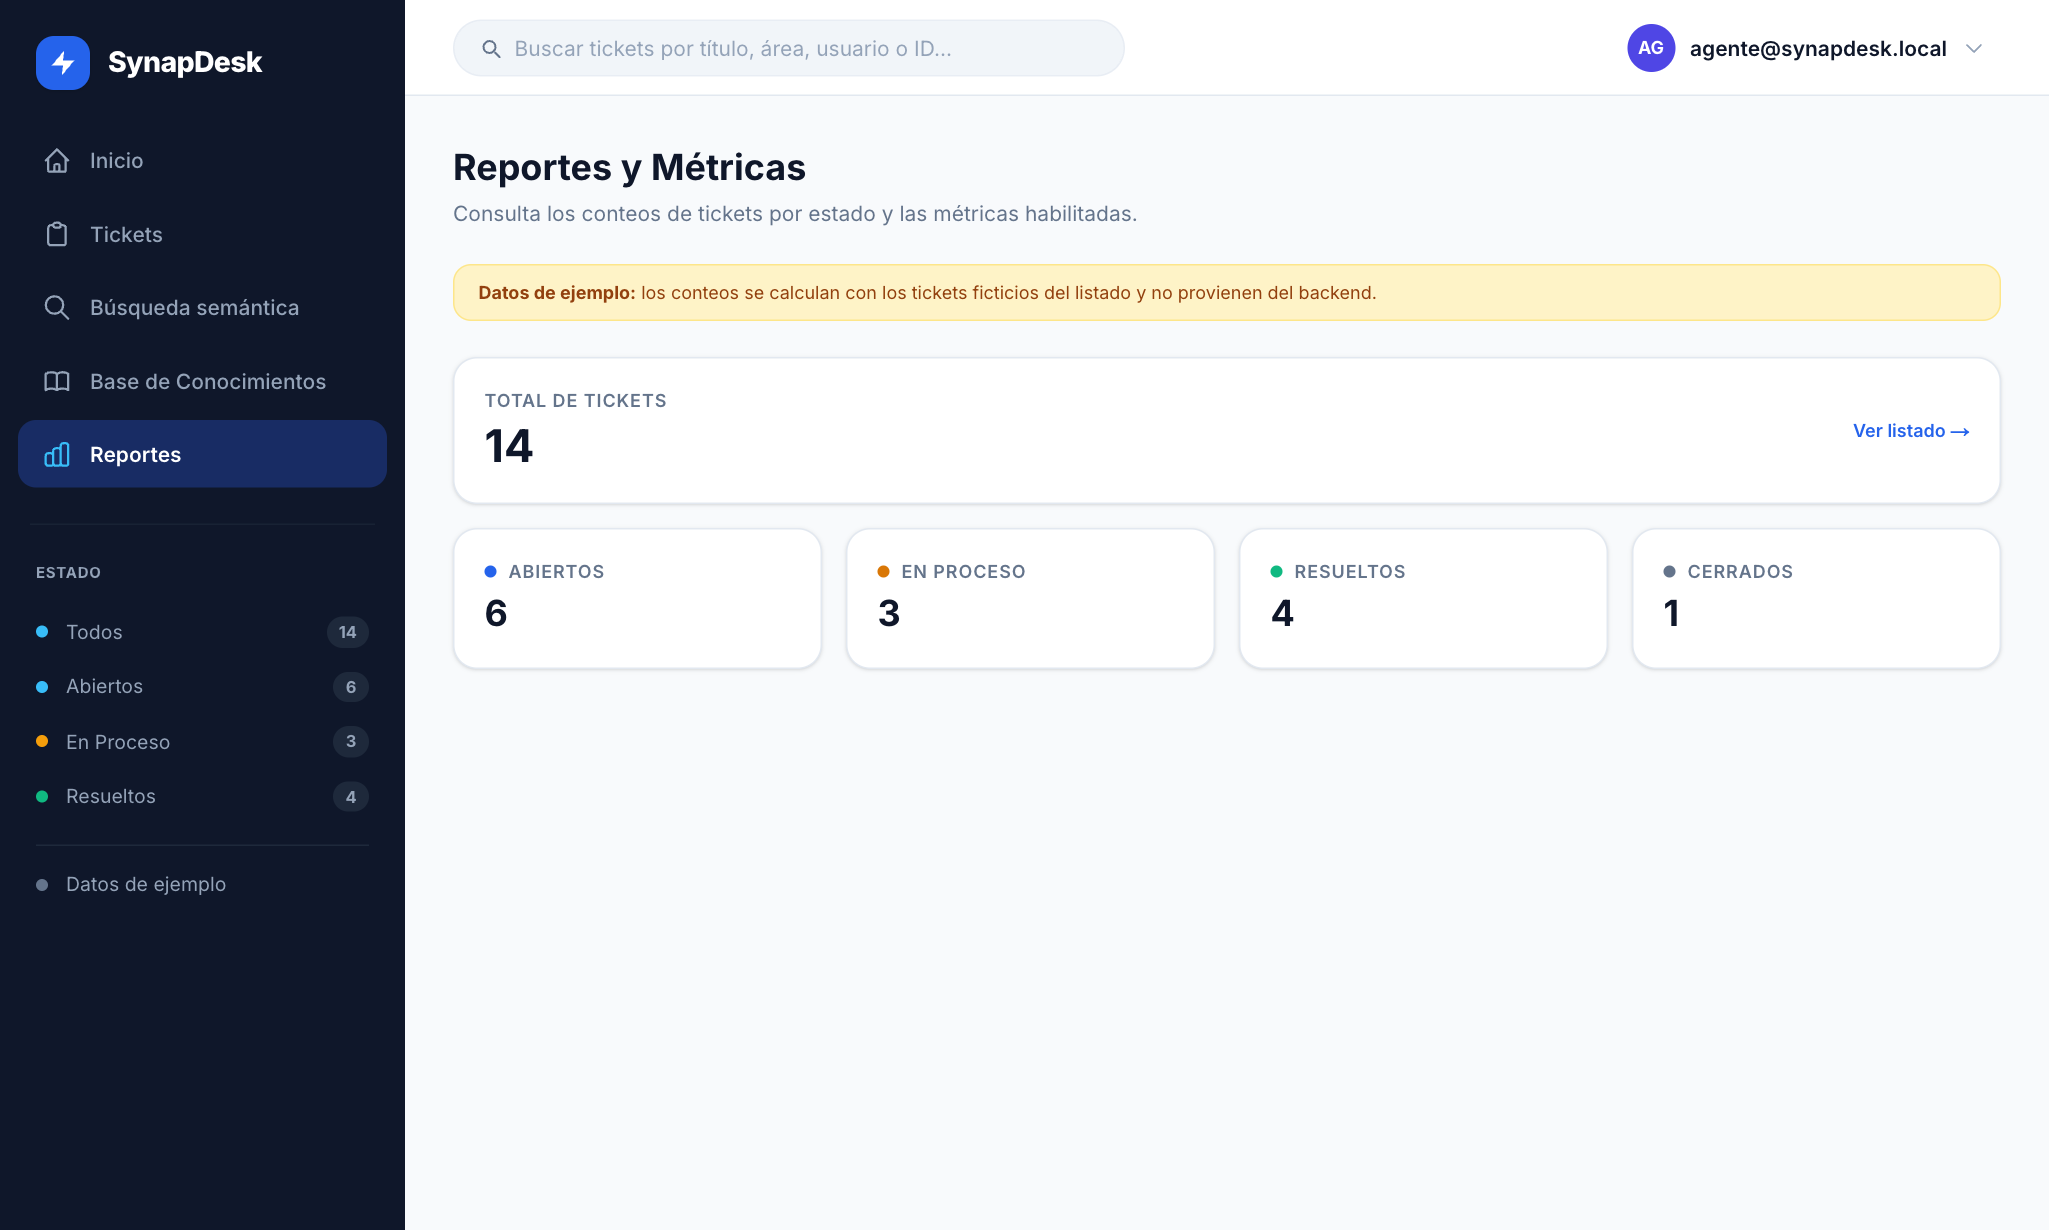 SynapDesk
Inicio
Tickets
Búsqueda semántica
Base de Conocimientos
Reportes
ESTADO
Todos 14
Abiertos 6
En Proceso 3
Resueltos 4
Datos de ejemplo
Buscar tickets por título, área, usuario o ID...
AG agente@synapdesk.local
Reportes y Métricas
Consulta los conteos de tickets por estado y las métricas habilitadas.
Datos de ejemplo: los conteos se calculan con los tickets ficticios del listado y no provienen del backend.
TOTAL DE TICKETS
14
Ver listado →
ABIERTOS
6
EN PROCESO
3
RESUELTOS
4
CERRADOS
1